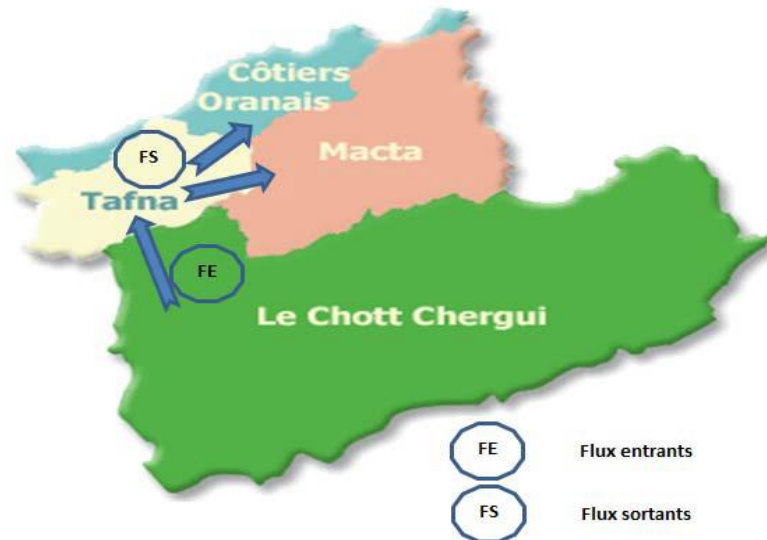 Côtiers
Oranais
FS
Macta
Tafna
FE
Le Chott Chergui
FE Flux entrants
FS Flux sortants